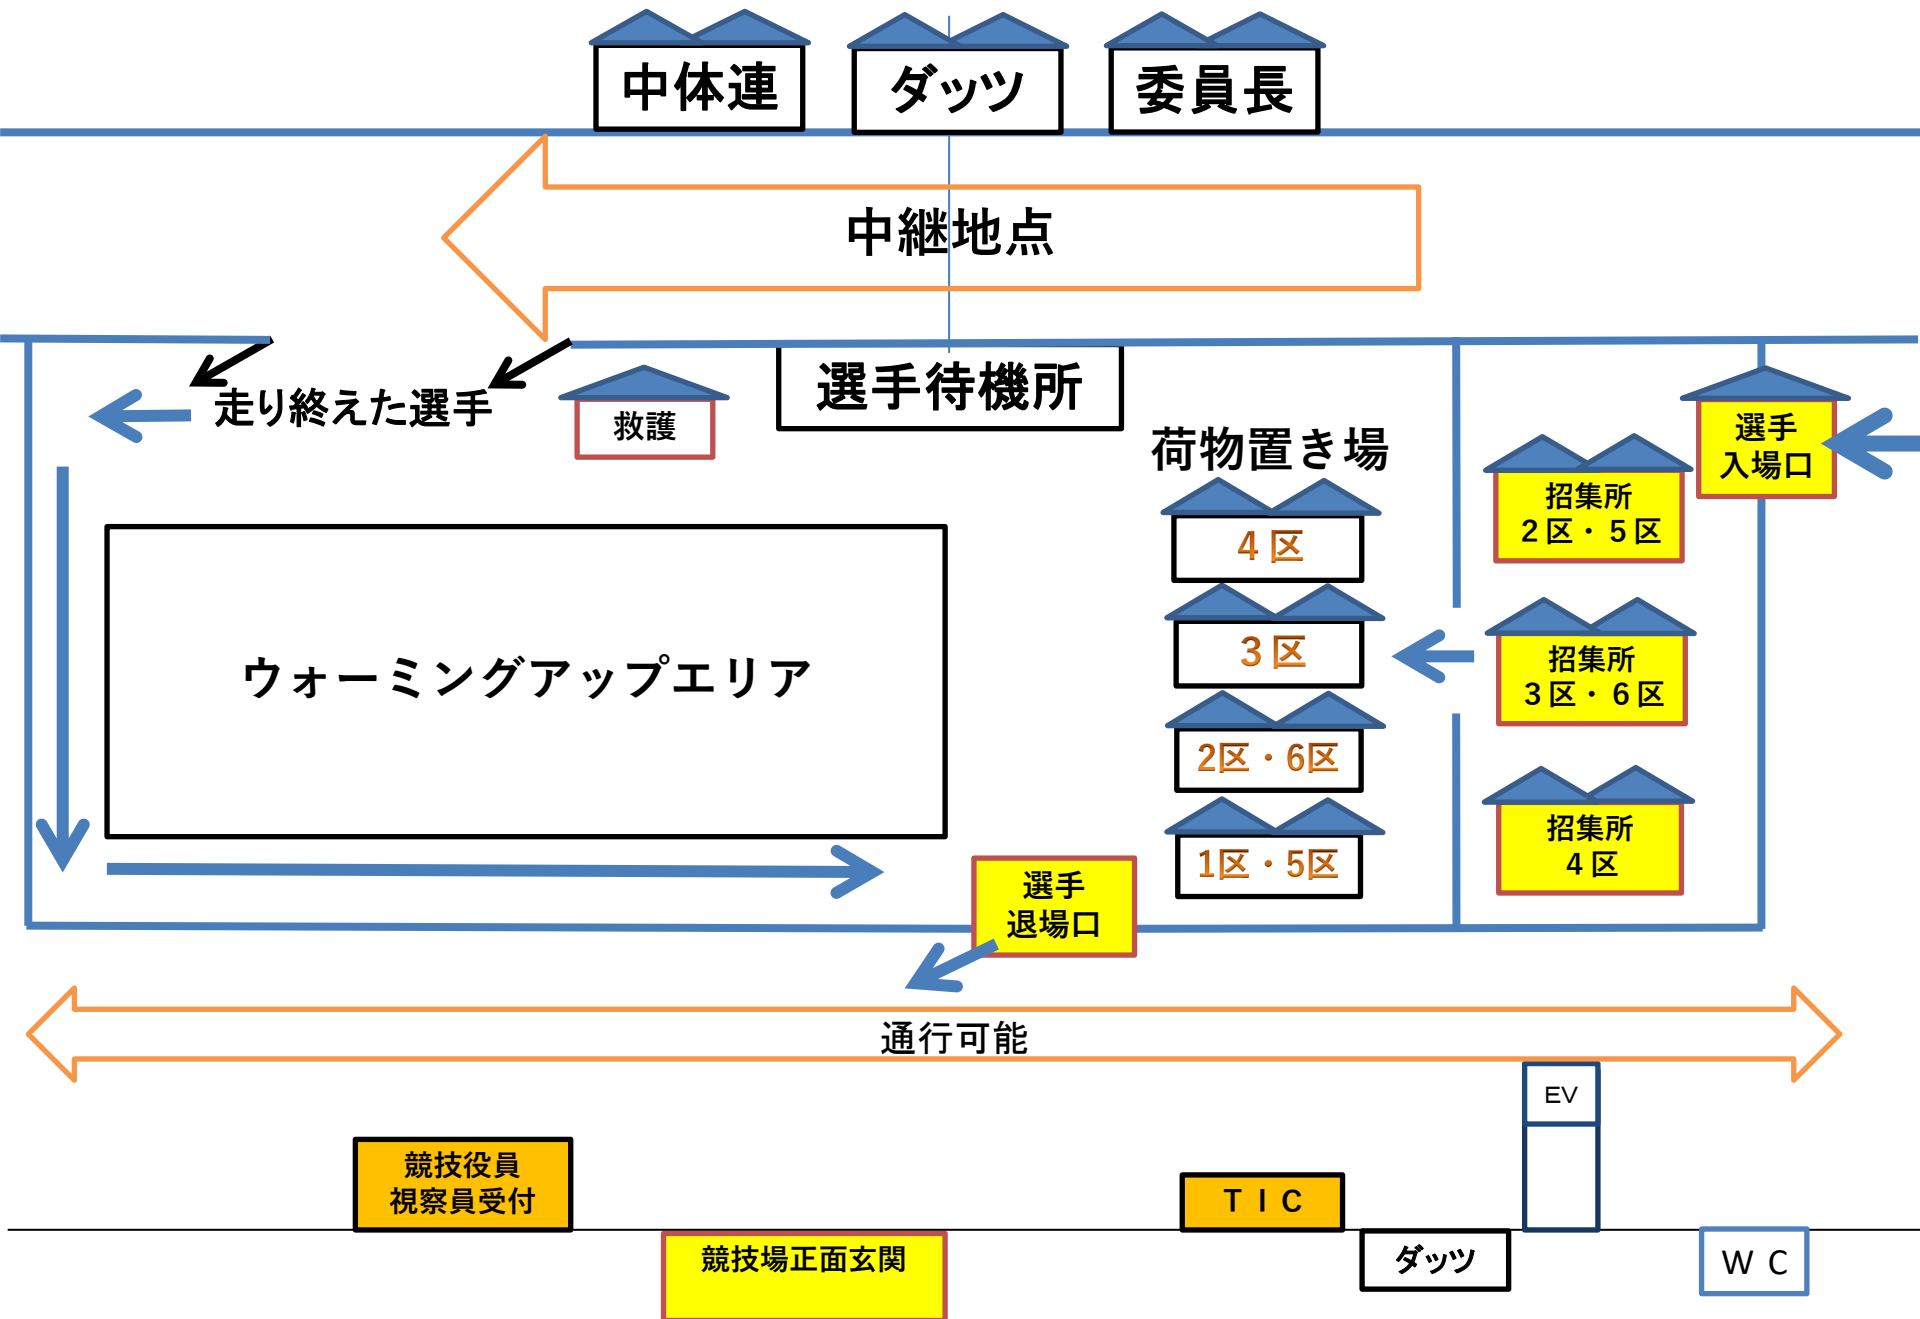 中体連
ダッツ
委員長
中継地点
走り終えた選手
救護
選手待機所
荷物置き場
4区
3区
2区・6区
1区・5区
招集所
2区・5区
招集所
3区・6区
招集所
4区
選手
入場口
ウォーミングアップエリア
選手
退場口
通行可能
EV
競技役員
視察員受付
TIC
競技場正面玄関
ダッツ
WC